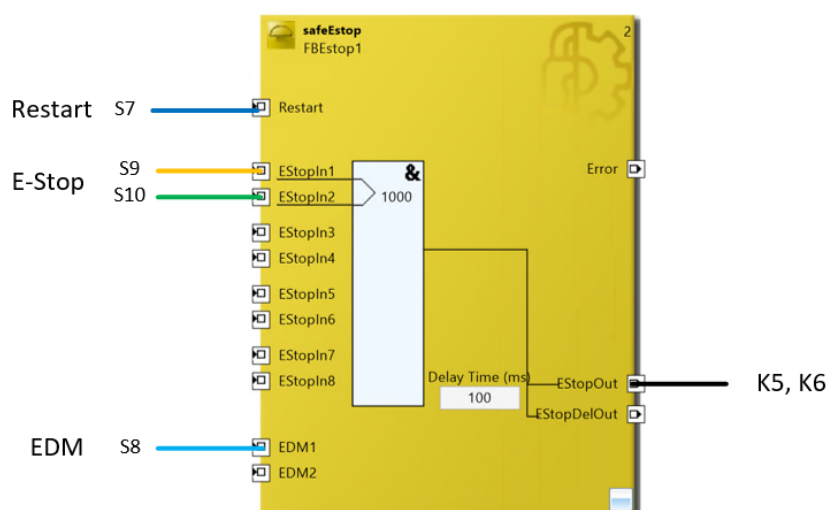 safeEstop
2
FBEstop1
Restart S7 Restart
E-Stop
S9 EStopIn1
S10 EStopIn2
&
1000
Error
EStopIn3
EStopIn4
EStopIn5
EStopIn6
EStopIn7
EStopIn8
Delay Time (ms)
100
EStopOut K5, K6
EStopDelOut
EDM S8 EDM1
EDM2